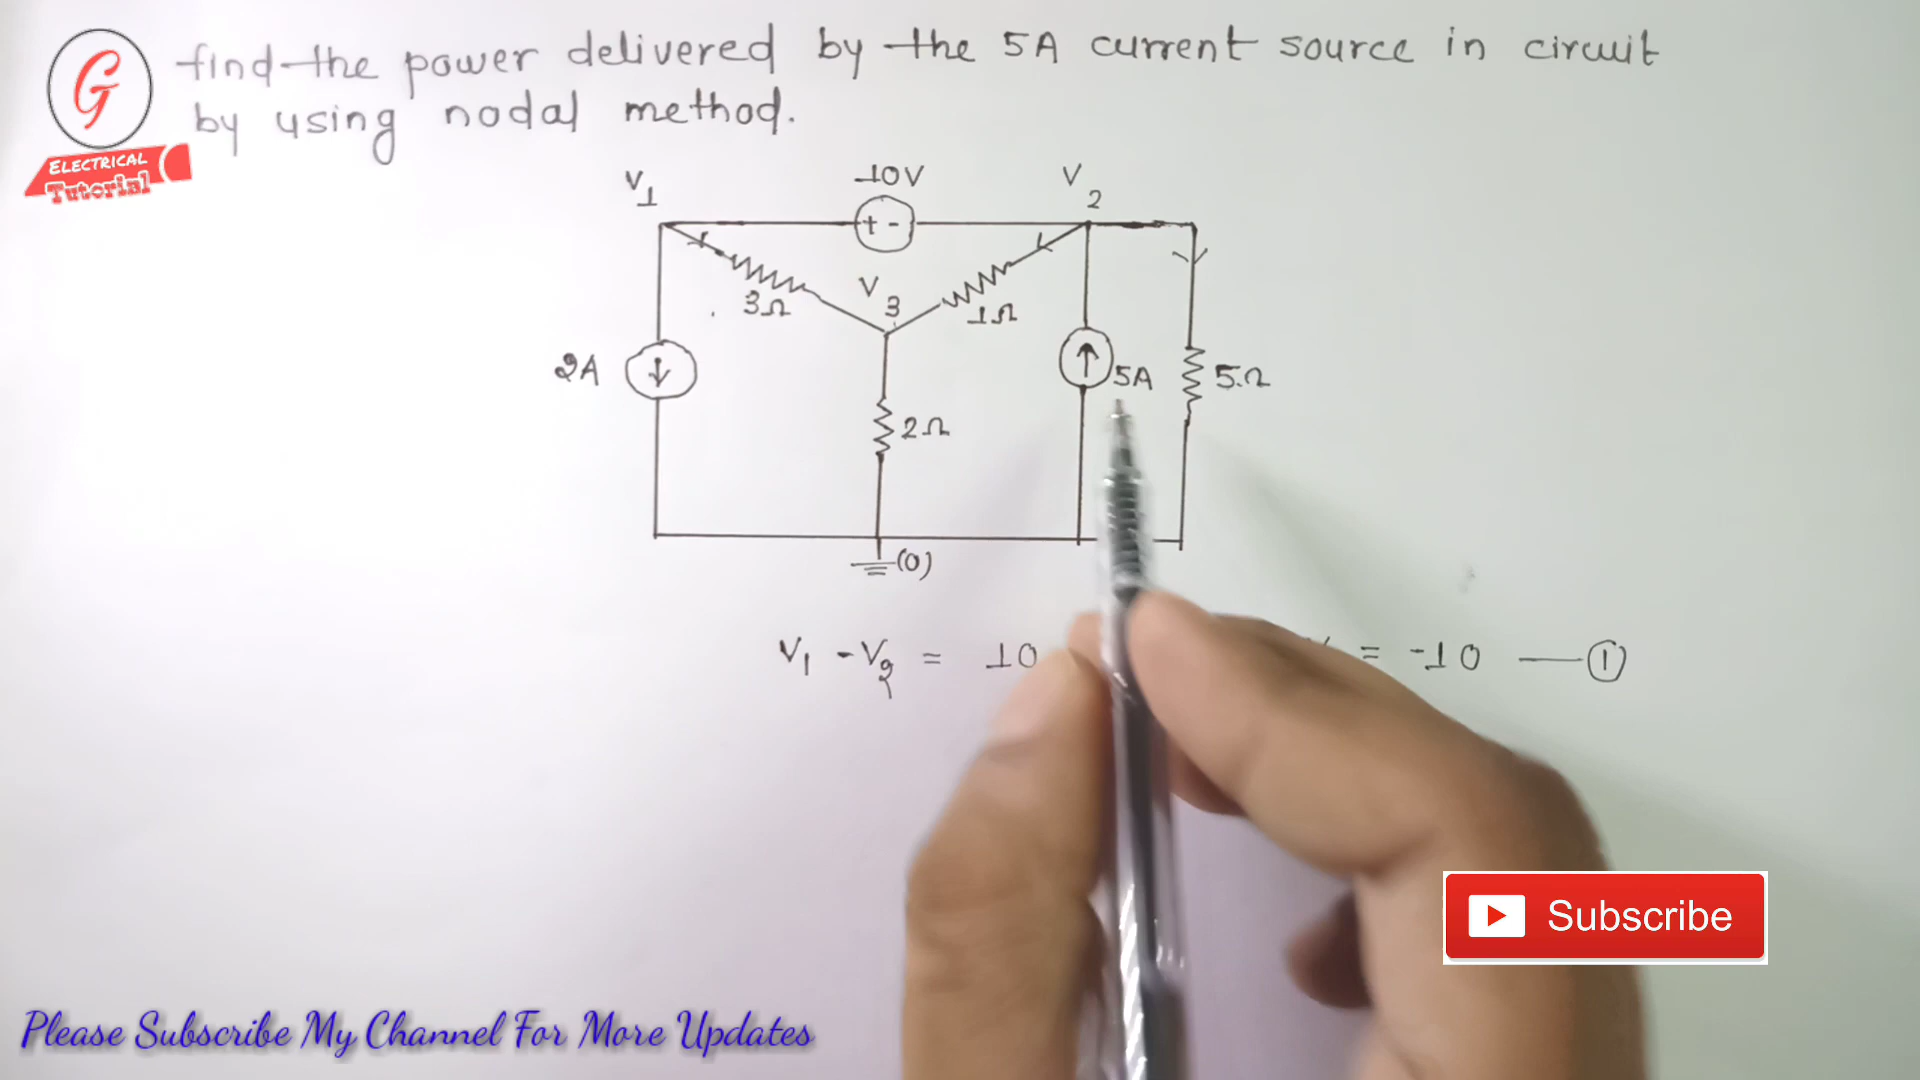 G
ELECTRICAL
Tutorial
find the power delivered by the 5A current source in circuit
by using nodal method.
V1
10V
V2
+ -
3Ω
V3
1Ω
2A
5A
5Ω
2Ω
(0)
V1 - V2 = 10
= -10 — 1
Subscribe
Please Subscribe My Channel For More Updates